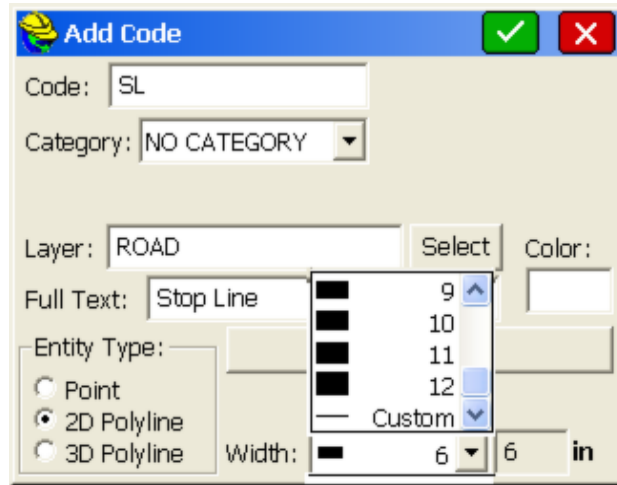 Add Code
Code: SL
Category: NO CATEGORY
Layer: ROAD Select Color:
Full Text: Stop Line 9
10
Entity Type: 11
Point 12
2D Polyline Custom
3D Polyline Width: 6 6 in